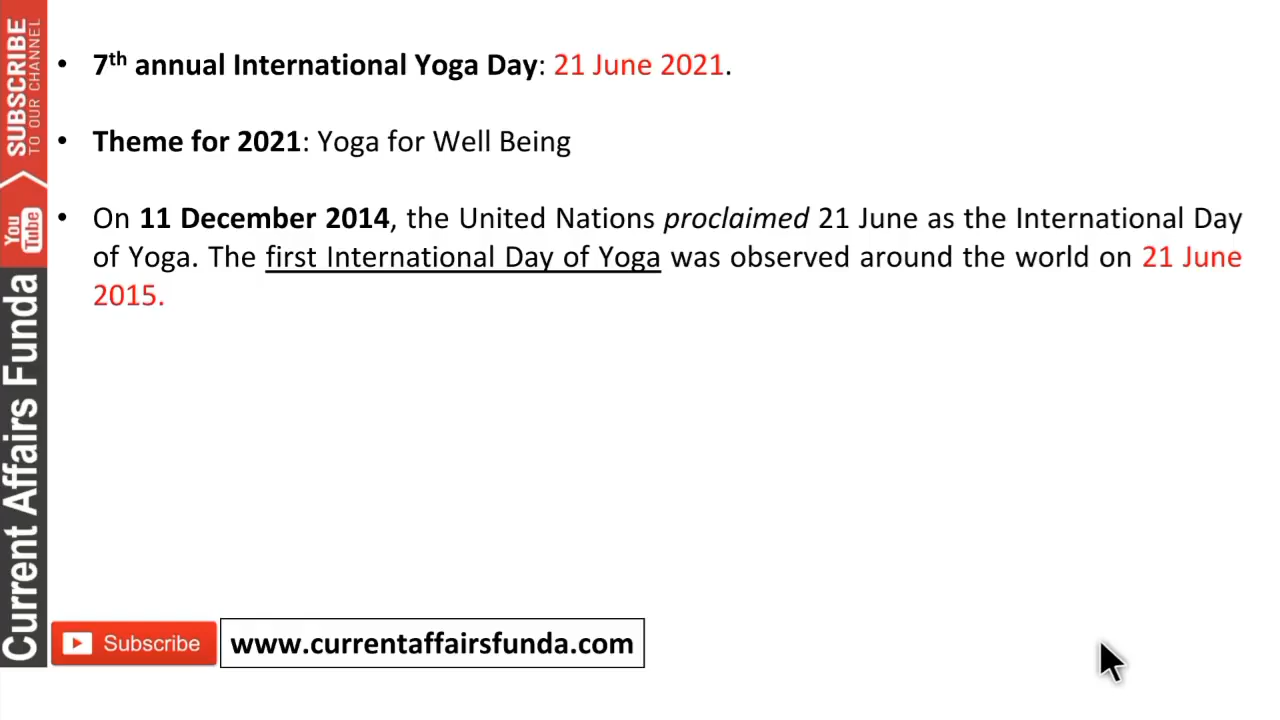 • 7th annual International Yoga Day: 21 June 2021.
• Theme for 2021: Yoga for Well Being
• On 11 December 2014, the United Nations proclaimed 21 June as the International Day
of Yoga. The first International Day of Yoga was observed around the world on 21 June
2015.
SUBSCRIBE
TO OUR CHANNEL
You
Tube
Current Affairs Funda
Subscribe
www.currentaffairsfunda.com